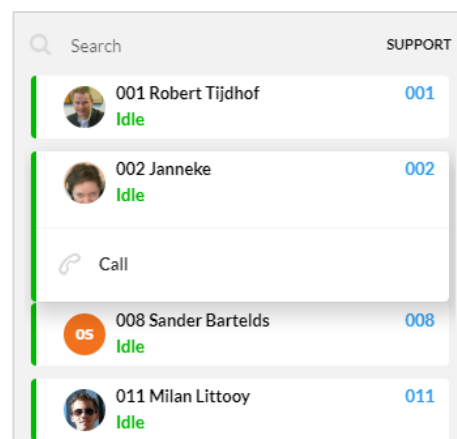 Search SUPPORT
001 Robert Tijdhof 001
Idle
002 Janneke 002
Idle
Call
OS 008 Sander Bartelds 008
Idle
011 Milan Littooy 011
Idle